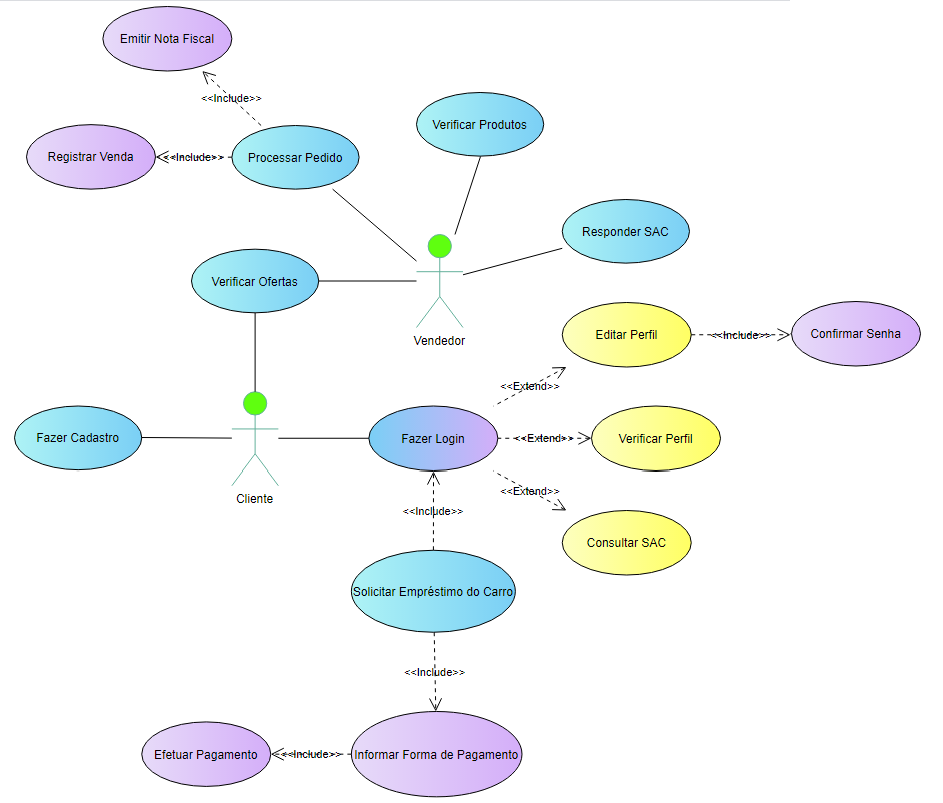 Emitir Nota Fiscal
<<Include>>
Verificar Produtos
Registrar Venda
<<Include>>
Processar Pedido
Responder SAC
Verificar Ofertas
Vendedor
Editar Perfil
<<Include>>
Confirmar Senha
<<Extend>>
Fazer Cadastro
Cliente
Fazer Login
<<Extend>>
Verificar Perfil
<<Extend>>
<<Include>>
Consultar SAC
Solicitar Empréstimo do Carro
<<Include>>
Efetuar Pagamento
<<Include>>
Informar Forma de Pagamento